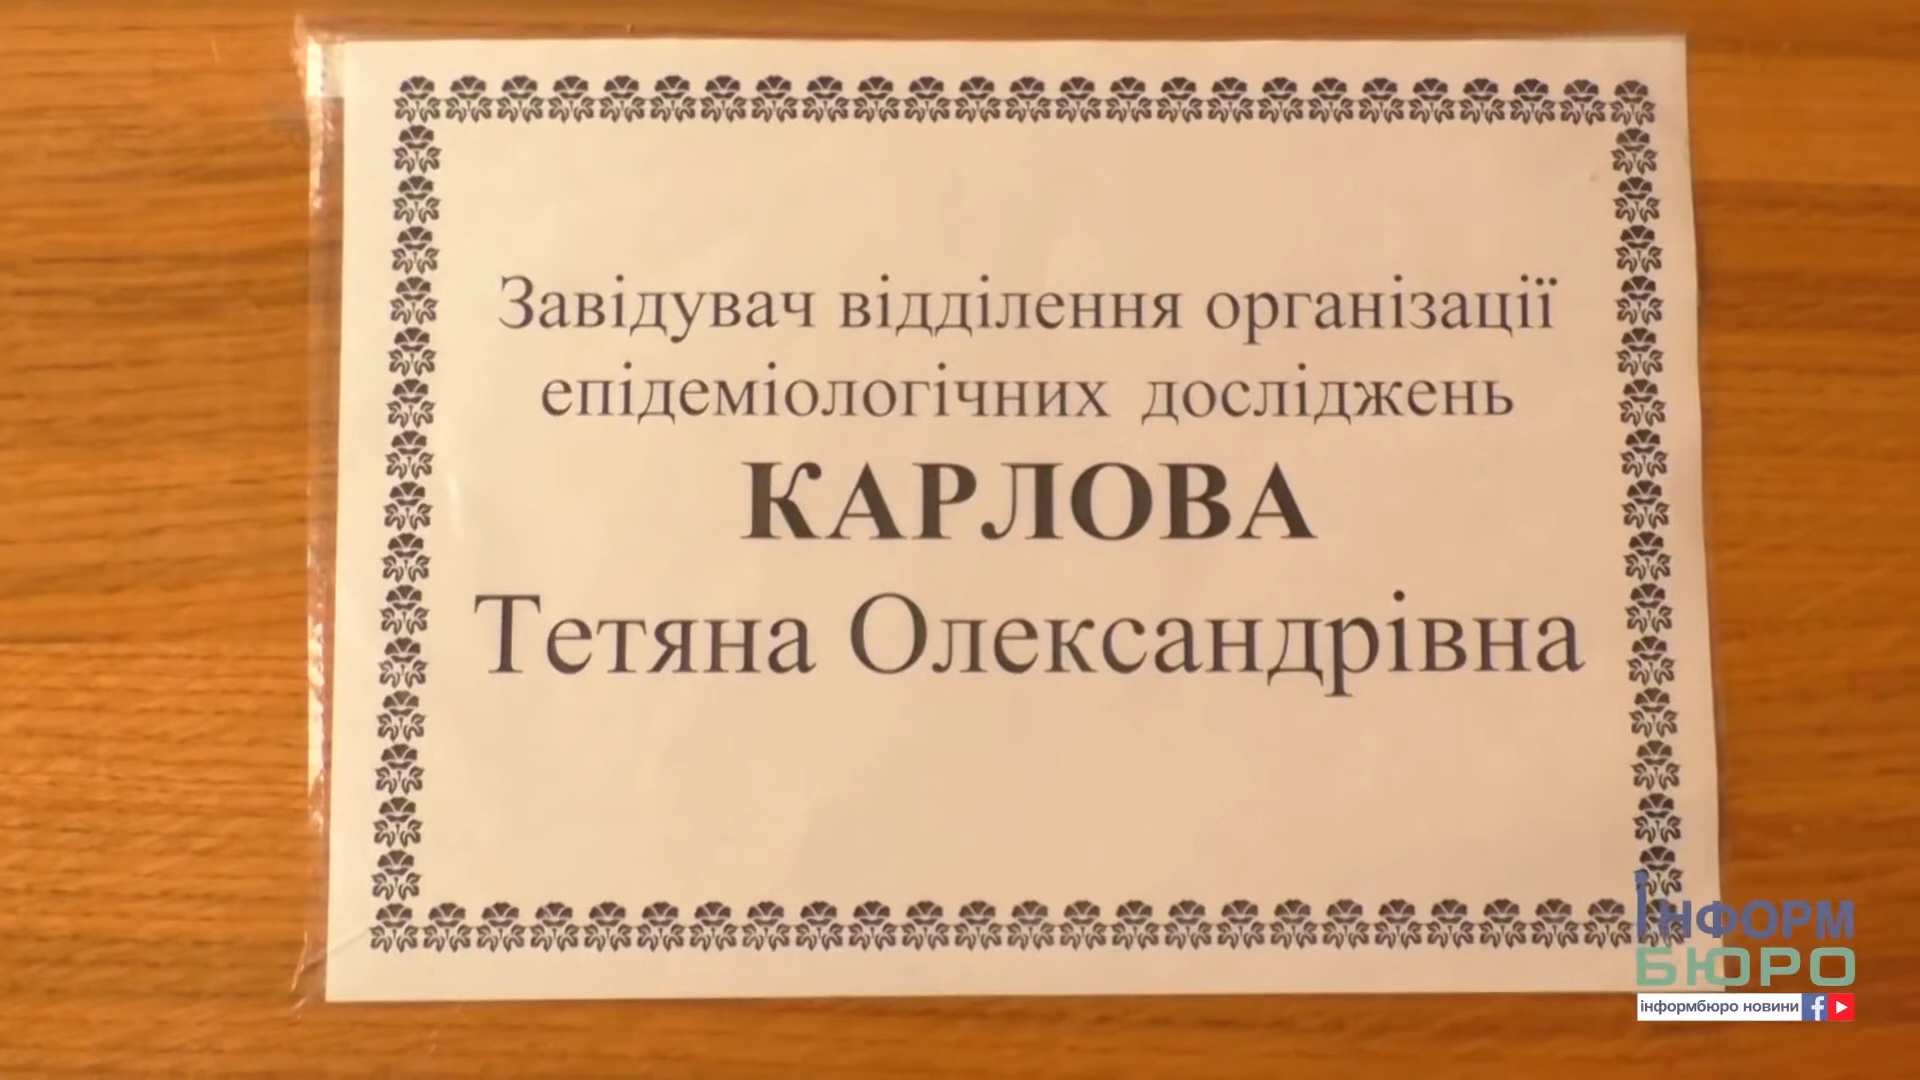 Завідувач відділення організації
епідеміологічних досліджень
КАРЛОВА
Тетяна Олександрівна
ІНФОРМ
БЮРО
інформбюро новини